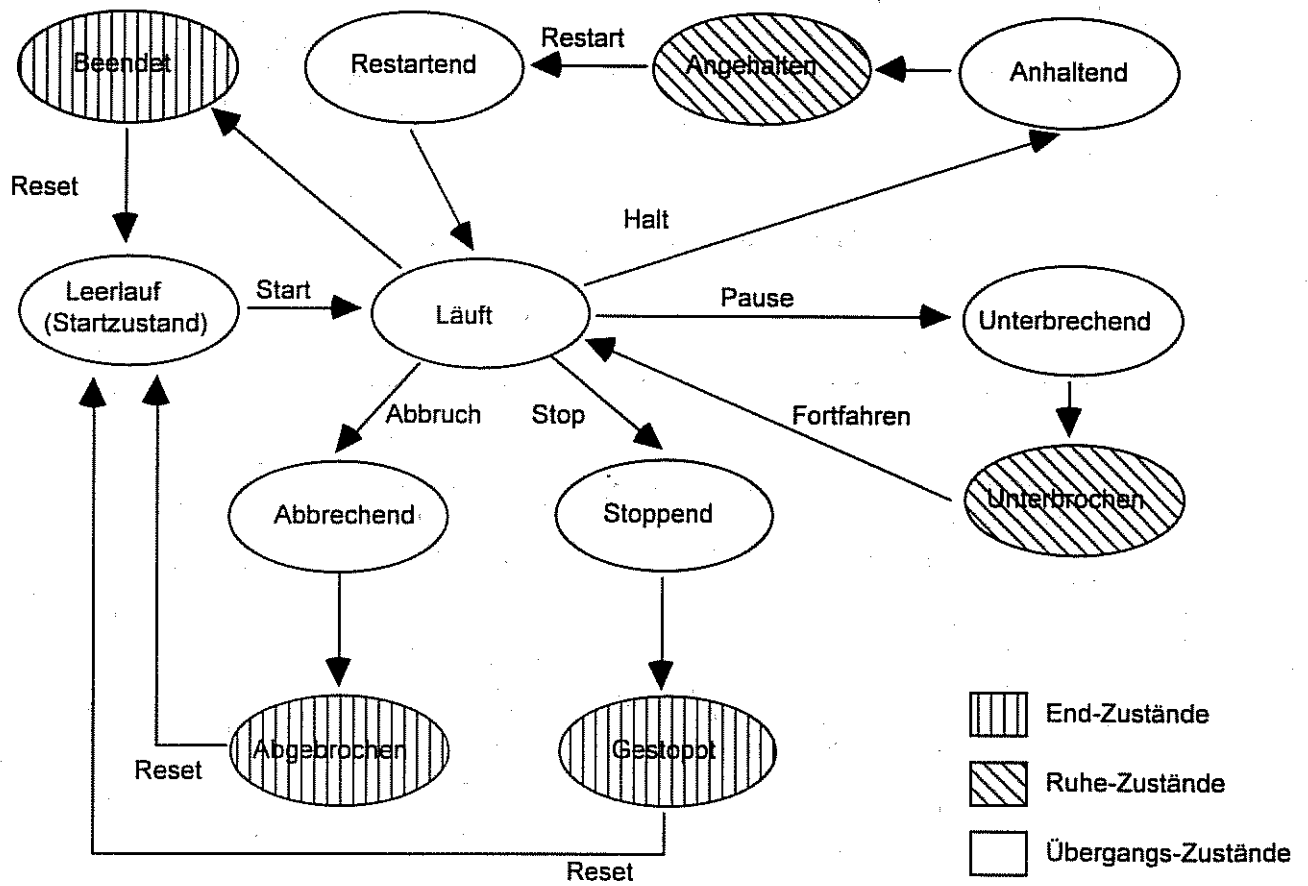 Beendet
Restartend
Restart
Angehalten
Anhaltend
Reset
Halt
Leerlauf
(Startzustand)
Start
Läuft
Pause
Unterbrechend
Abbruch
Stop
Fortfahren
Abbrechend
Stoppend
Unterbrochen
Abgebrochen
Gestoppt
Reset
Reset
End-Zustände
Ruhe-Zustände
Übergangs-Zustände